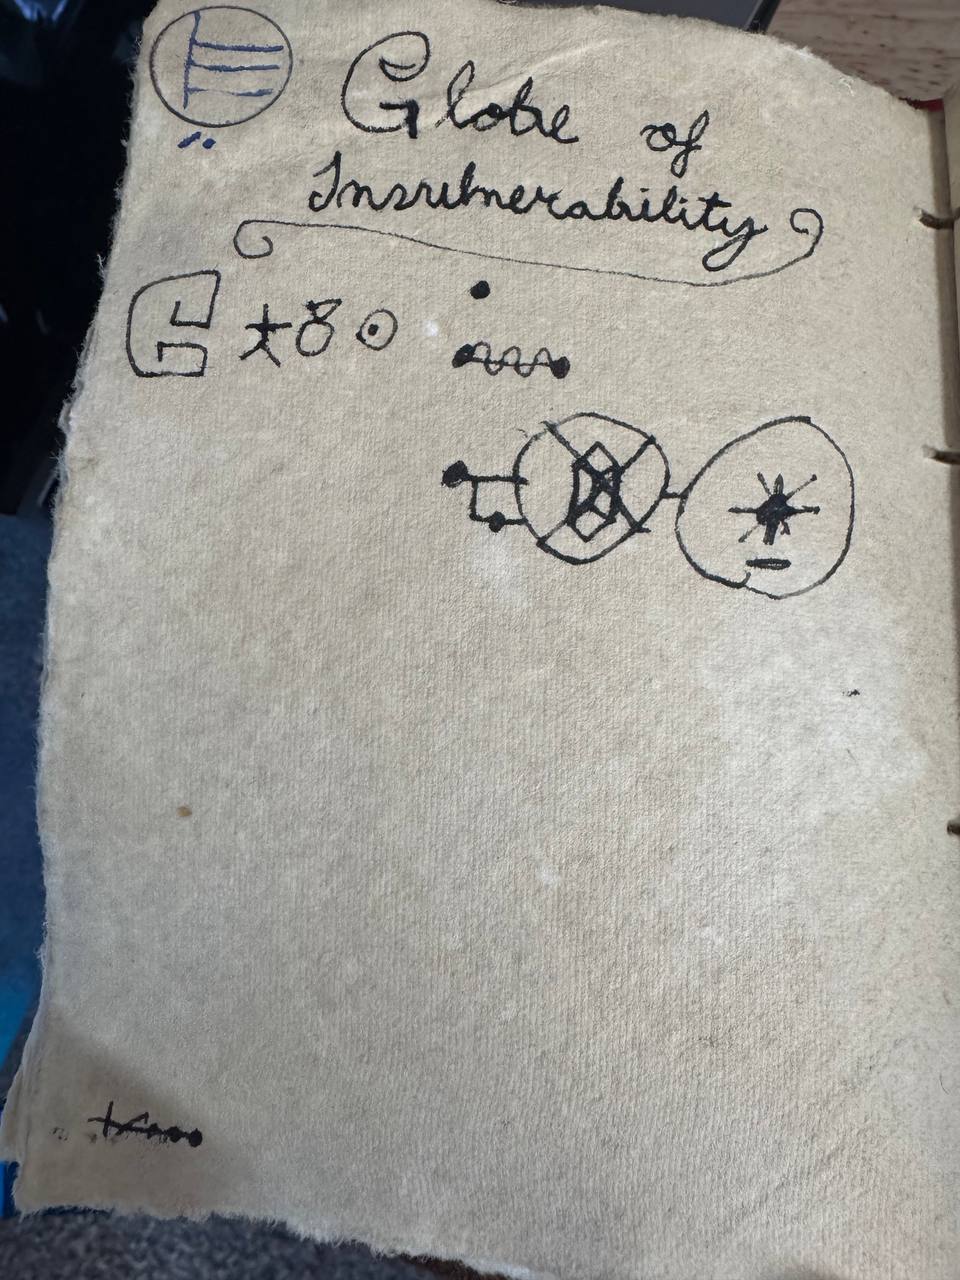 Globe of
Invulnerability